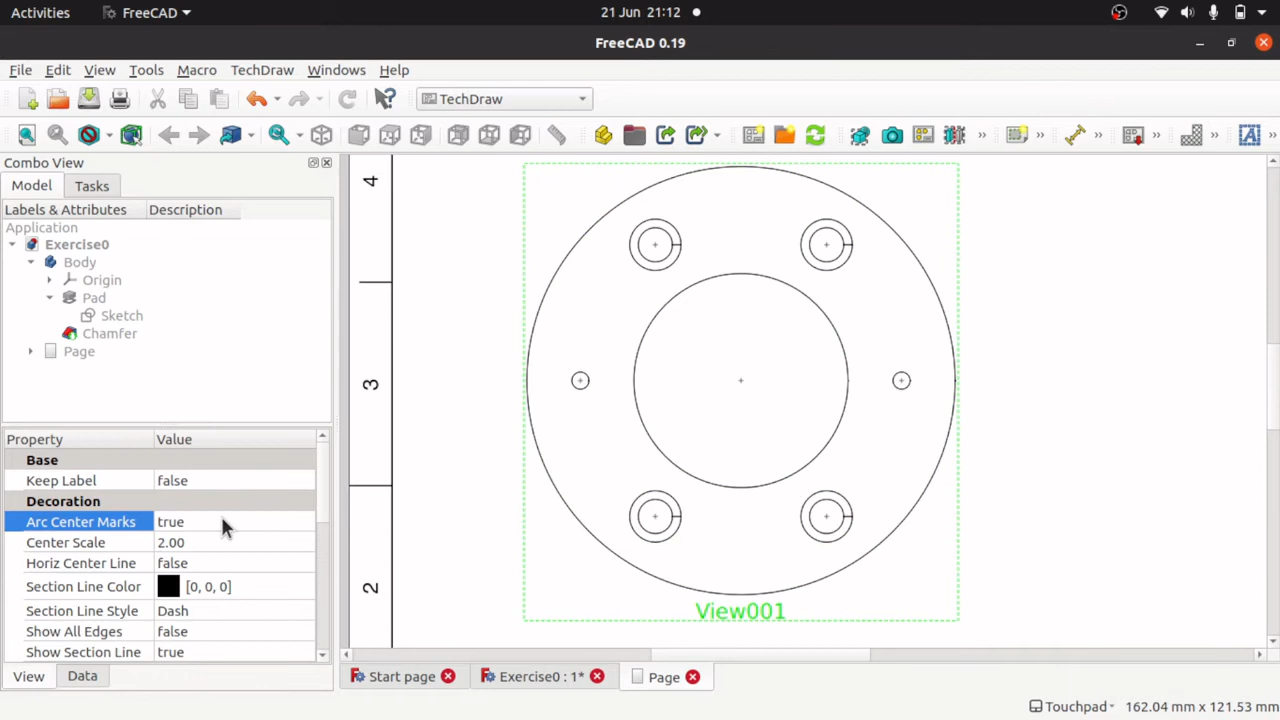 Activities
FreeCAD
21 Jun 21:12
FreeCAD 0.19
File Edit View Tools Macro TechDraw Windows Help
TechDraw
Combo View
Model Tasks
Labels & Attributes Description
Application
Exercise0
Body
Origin
Pad
Sketch
Chamfer
Page
Property Value
Base
Keep Label false
Decoration
Arc Center Marks true
Center Scale 2.00
Horiz Center Line false
Section Line Color [0, 0, 0]
Section Line Style Dash
Show All Edges false
Show Section Line true
View Data
4
3
2
View001
Start page
Exercise0 : 1*
Page
Touchpad 162.04 mm x 121.53 mm